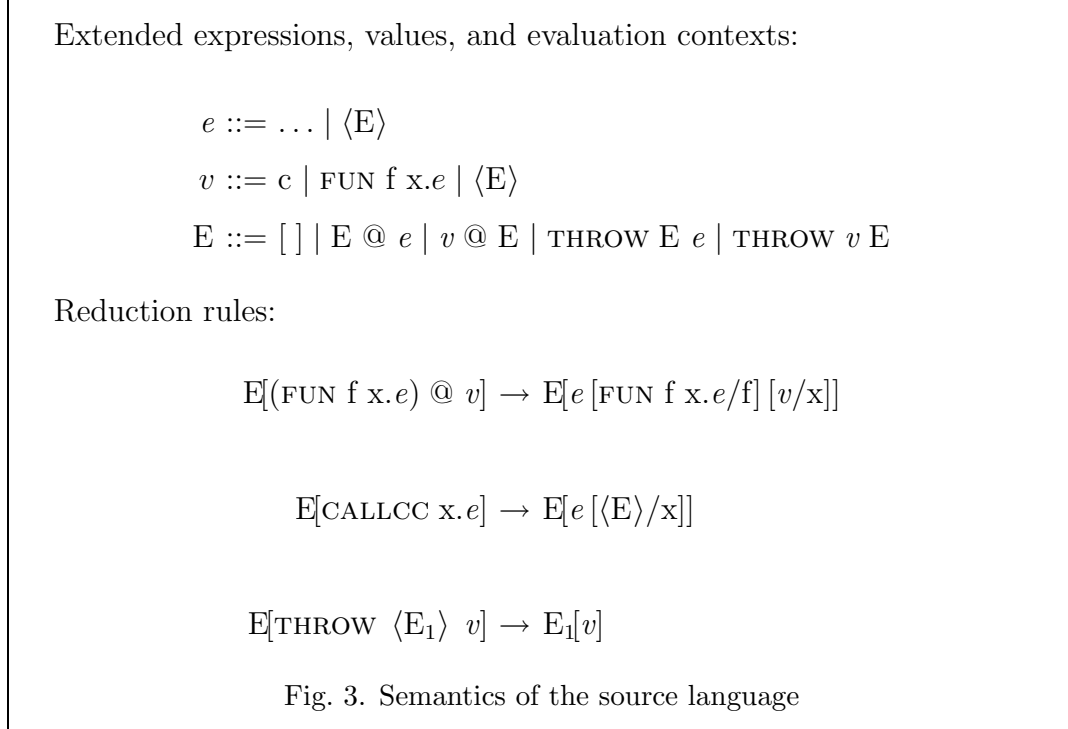 Extended expressions, values, and evaluation contexts:
e ::= … | ⟨E⟩
v ::= c | FUN f x.e | ⟨E⟩
E ::= [ ] | E @ e | v @ E | THROW E e | THROW v E
Reduction rules:
E[(FUN f x.e) @ v] → E[e [FUN f x.e/f] [v/x]]
E[CALLCC x.e] → E[e [⟨E⟩/x]]
E[THROW ⟨E₁⟩ v] → E₁[v]
Fig. 3. Semantics of the source language